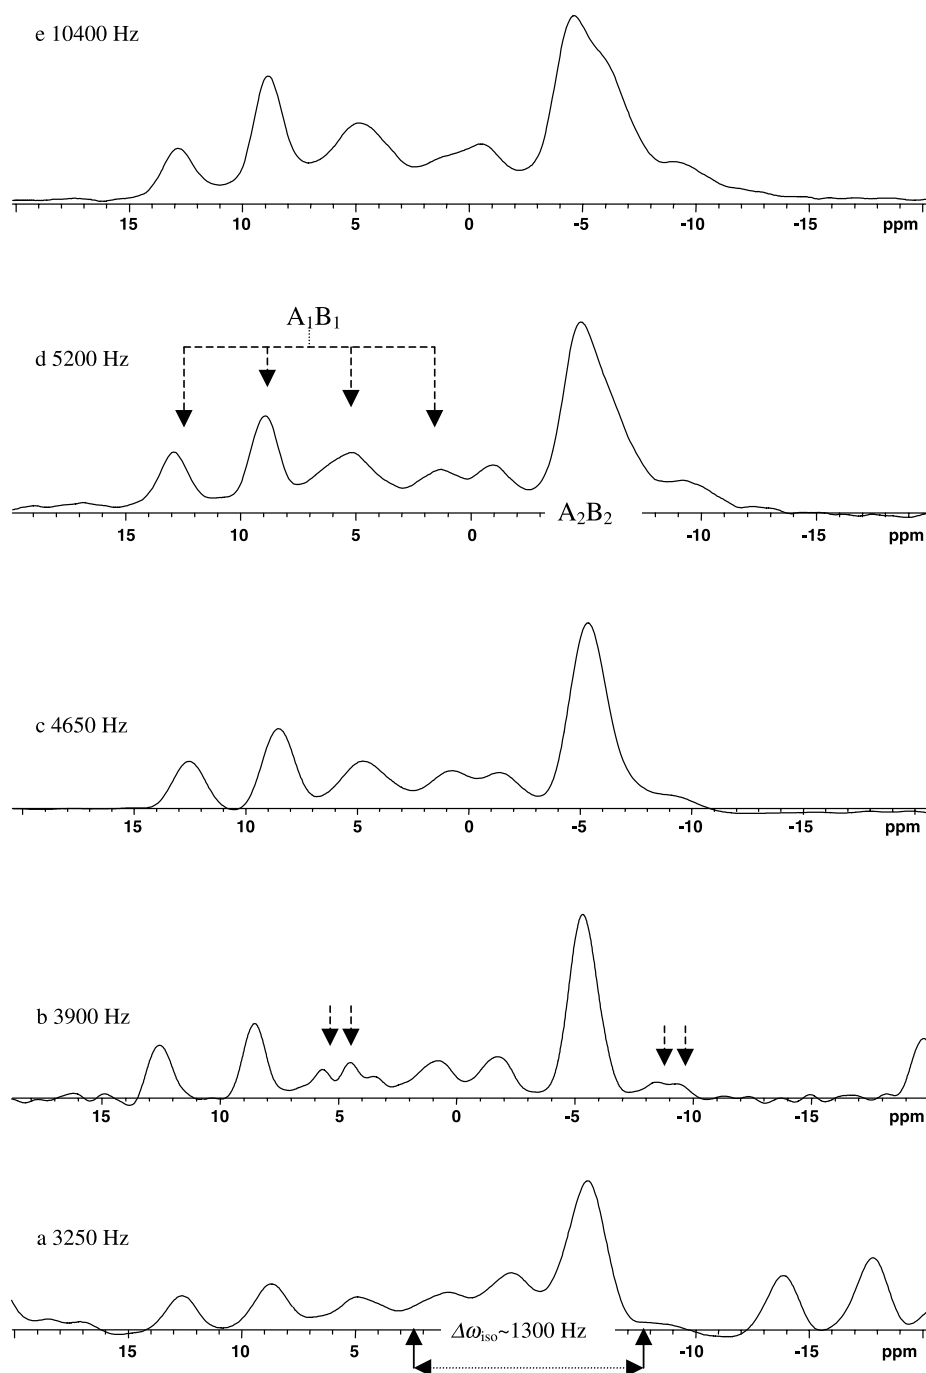 e 10400 Hz
15 10 5 0 -5 -10 -15 ppm
A₁B₁
d 5200 Hz
A₂B₂
15 10 5 0 -10 -15 ppm
c 4650 Hz
15 10 5 0 -5 -10 -15 ppm
b 3900 Hz
15 10 5 0 -5 -10 -15 ppm
a 3250 Hz
Δω_iso~1300 Hz
15 10 5 -10 -15 ppm